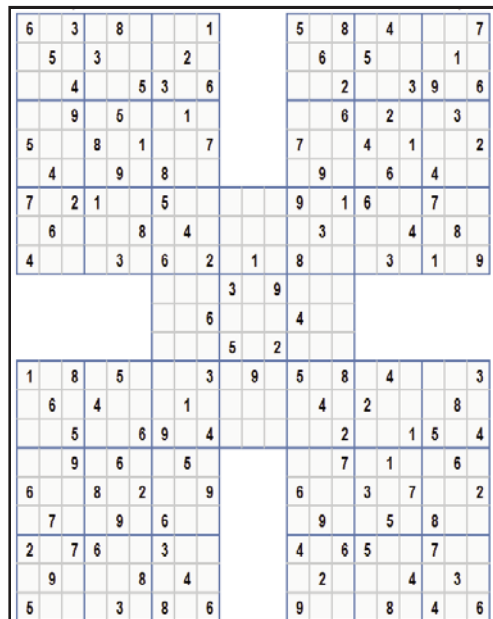 6 3 8 1 5 8 4 7
5 3 2 6 5 1
4 5 3 6 2 3 9 6
9 5 1 6 2 3
5 8 1 7 7 4 1 2
4 9 8 9 6 4
7 2 1 5 9 1 6 7
6 8 4 3 4 8
4 3 6 2 1 8 3 1 9
3 9
6 4
5 2
1 8 5 3 9 5 8 4 3
6 4 1 4 2 8
5 6 9 4 2 1 5 4
9 6 5 7 1 6
6 8 2 9 6 3 7 2
7 9 6 9 5 8
2 7 6 3 4 6 5 7
9 8 4 2 4 3
5 3 8 6 9 8 4 6